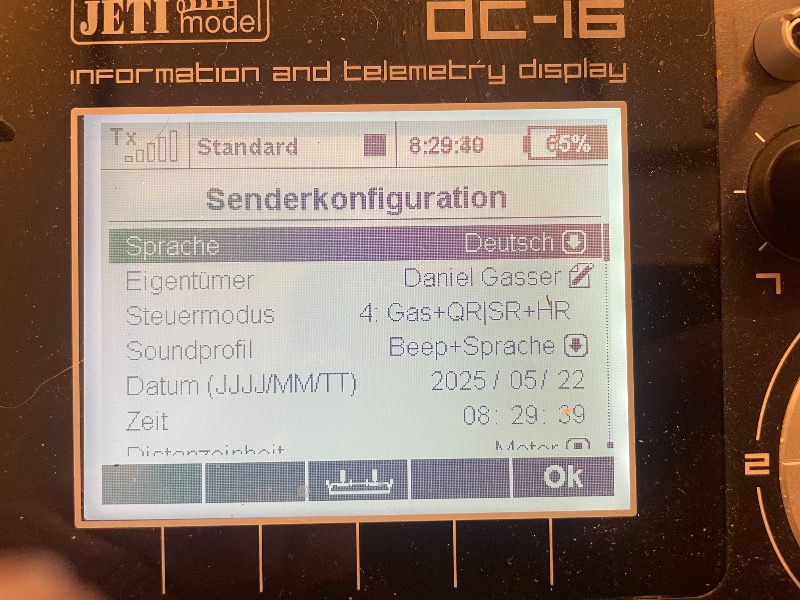 JETI model DC-16
information and telemetry display
Tx Standard 8:29:40 65%
Senderkonfiguration
Sprache Deutsch
Eigentümer Daniel Gasser
Steuermodus 4: Gas+QR|SR+HR
Soundprofil Beep+Sprache
Datum (JJJJ/MM/TT) 2025 / 05/ 22
Zeit 08: 29: 39
Distanzeinheit Meter
Ok
2